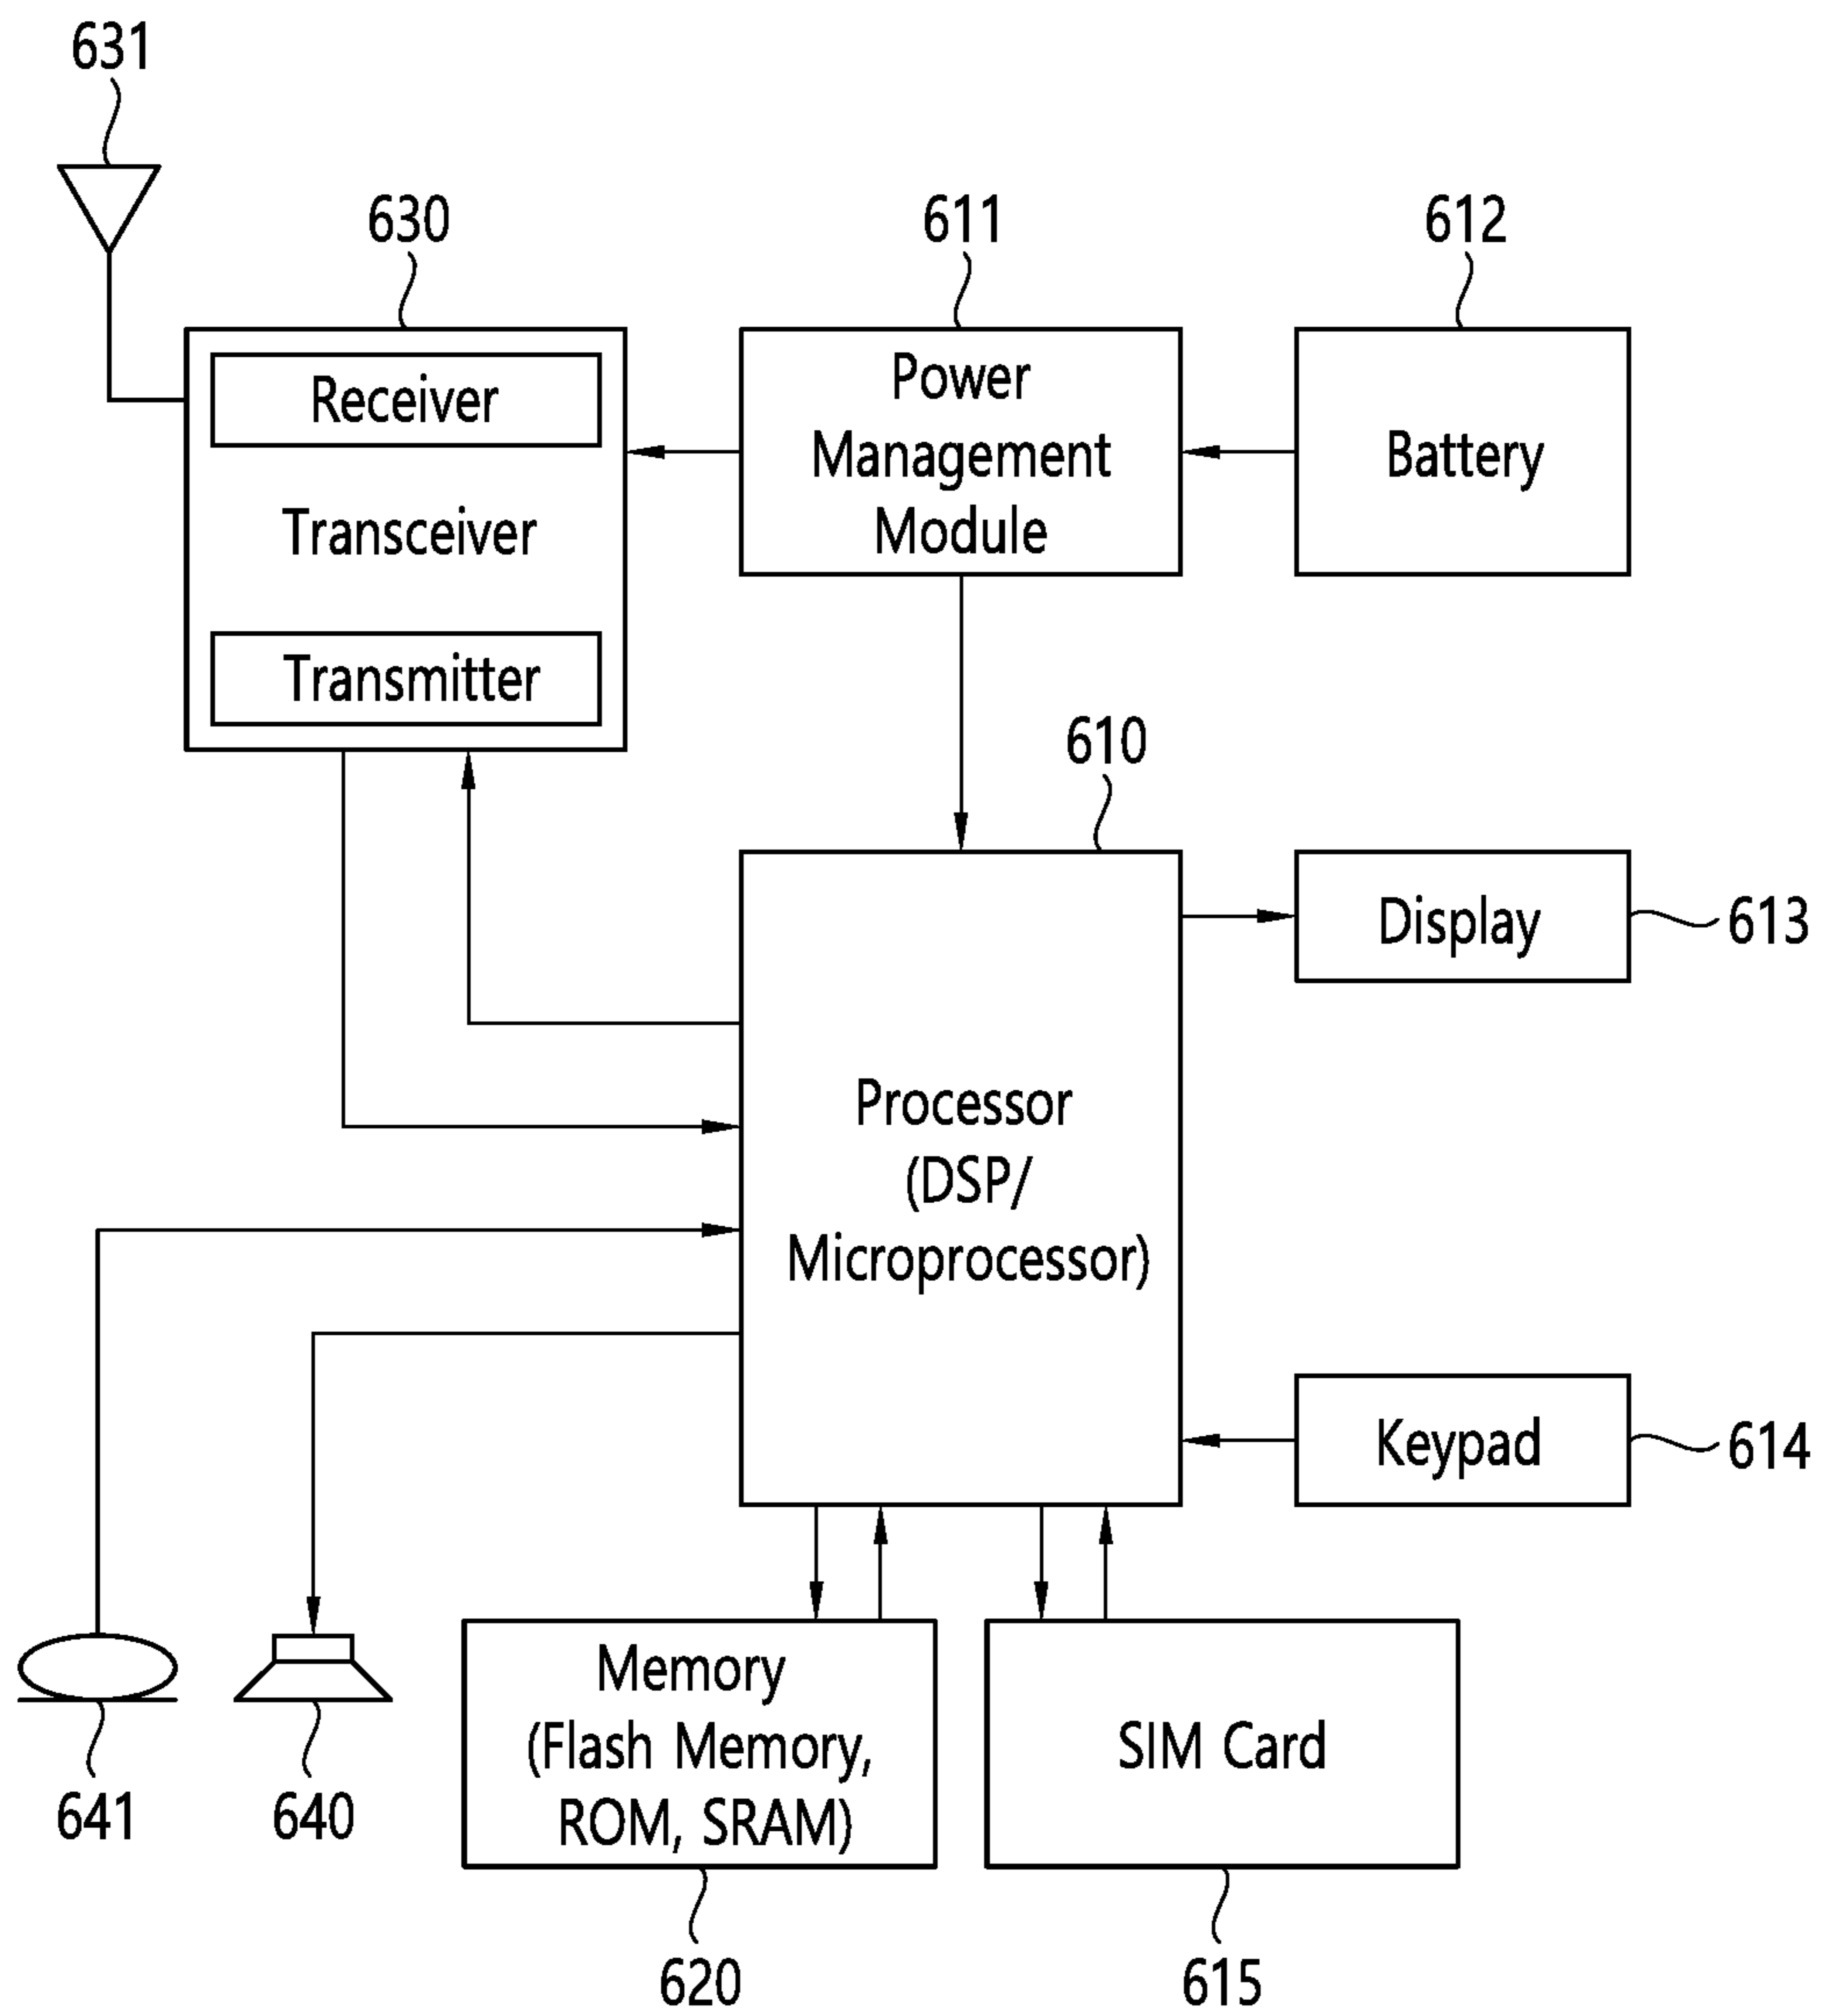 631
630
611
612
Receiver
Transceiver
Transmitter
Power
Management
Module
Battery
610
Processor
(DSP/
Microprocessor)
Display
613
Keypad
614
641
640
Memory
(Flash Memory,
ROM, SRAM)
SIM Card
620
615